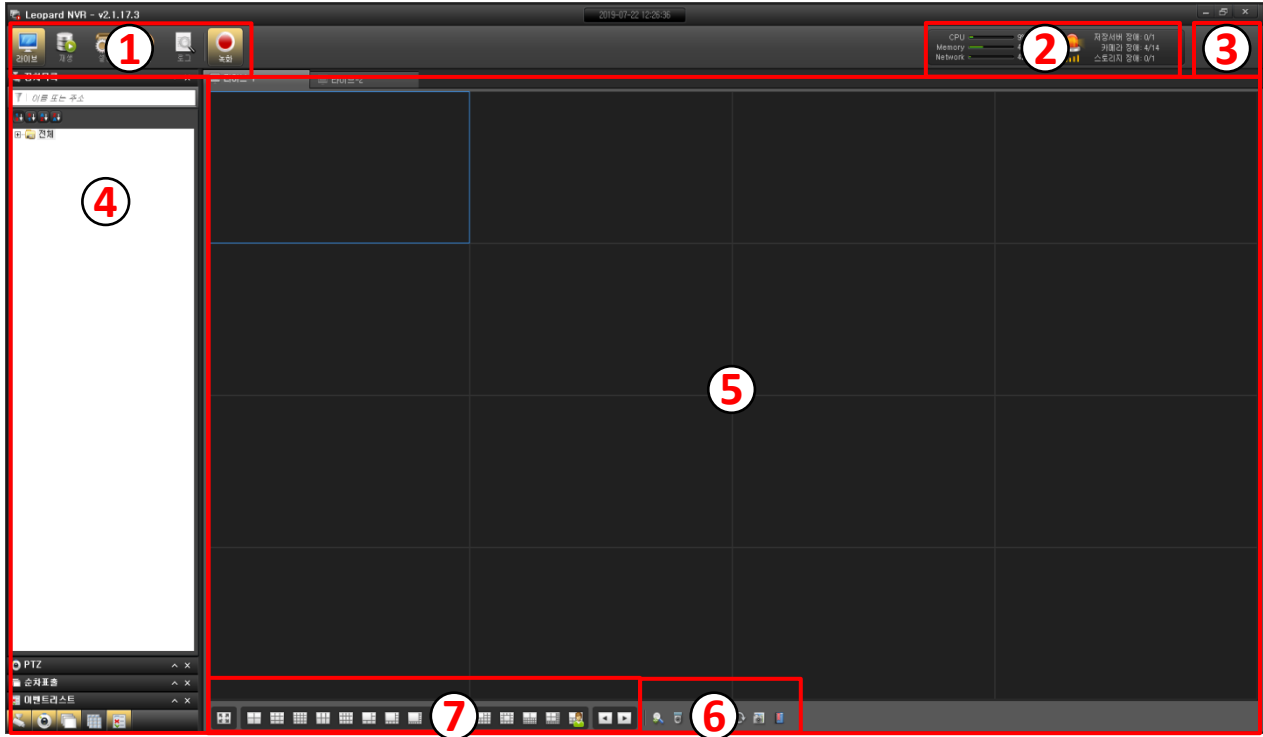 Leopard NVR - v2.1.17.3
2019-07-22 12:26:36
라이브
재생
로그
녹화
1
CPU
Memory
Network
2
저장서버 장애: 0/1
카메라 장애: 4/14
스토리지 장애: 0/1
3
이름 또는 주소
전체
4
5
PTZ
순차표출
이벤트리스트
7
6